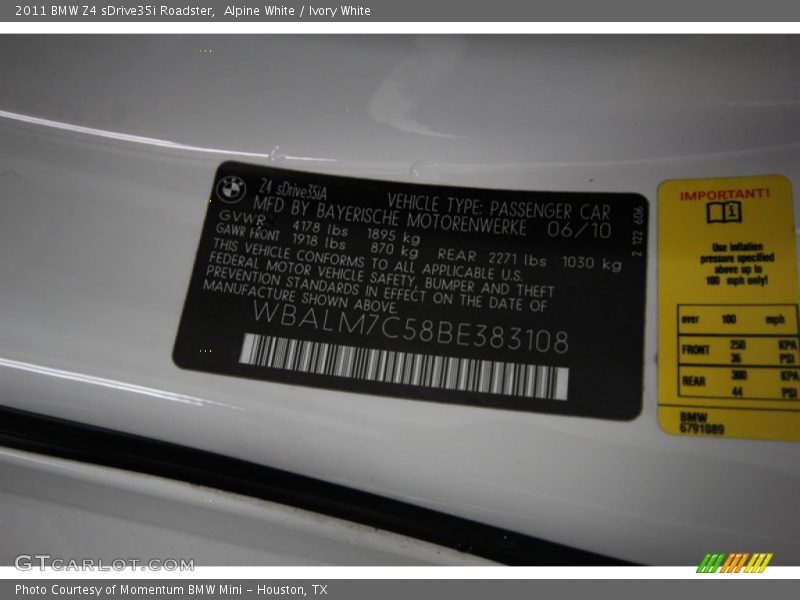 2011 BMW Z4 sDrive35i Roadster,  Alpine White / Ivory White
Z4 sDrive35iA
VEHICLE TYPE: PASSENGER CAR
MFD BY BAYERISCHE MOTORENWERKE 06/10
GVWR: 4178 lbs 1895 kg
GAWR FRONT 1918 lbs 870 kg REAR 2271 lbs 1030 kg
THIS VEHICLE CONFORMS TO ALL APPLICABLE U.S.
FEDERAL MOTOR VEHICLE SAFETY, BUMPER AND THEFT
PREVENTION STANDARDS IN EFFECT ON THE DATE OF
MANUFACTURE SHOWN ABOVE.
WBALM7C58BE383108
2 122 606
IMPORTANT!
i
Use inflation
pressure specified
above up to
100 mph only!
over 100 mph
FRONT 250 KPA
36 PSI
REAR 300 KPA
44 PSI
BMW
6791089
GTCARLOT.COM
Photo Courtesy of Momentum BMW Mini - Houston, TX